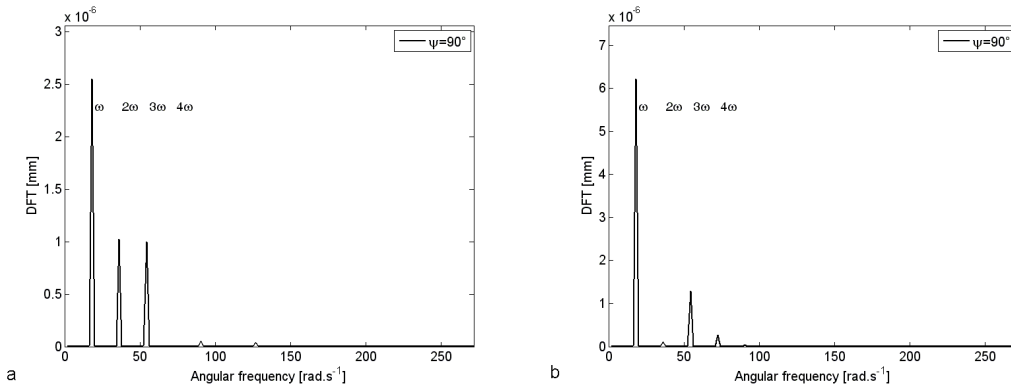 x 10⁻⁶
3
2.5
2
1.5
1
0.5
0
DFT [mm]
ψ=90°
ω 2ω 3ω 4ω
0 50 100 150 200 250
Angular frequency [rad.s⁻¹]
a
x 10⁻⁶
7
6
5
4
3
2
1
0
DFT [mm]
ψ=90°
ω 2ω 3ω 4ω
0 50 100 150 200 250
Angular frequency [rad.s⁻¹]
b